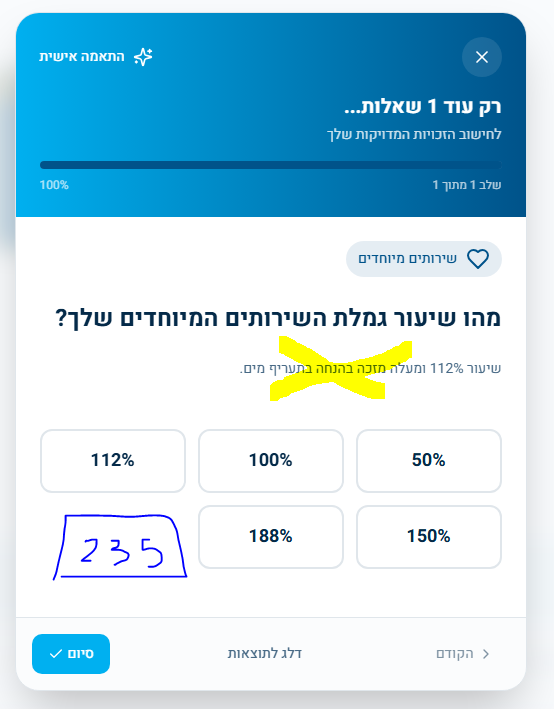 התאמה אישית
רק עוד 1 שאלות...
לחישוב הזכויות המדויקות שלך
שלב 1 מתוך 1
100%
שירותים מיוחדים
מהו שיעור גמלת השירותים המיוחדים שלך?
שיעור 112% ומעלה מזכה בהנחה בתעריף מים.
50%
100%
112%
150%
188%
235
הקודם
דלג לתוצאות
סיום